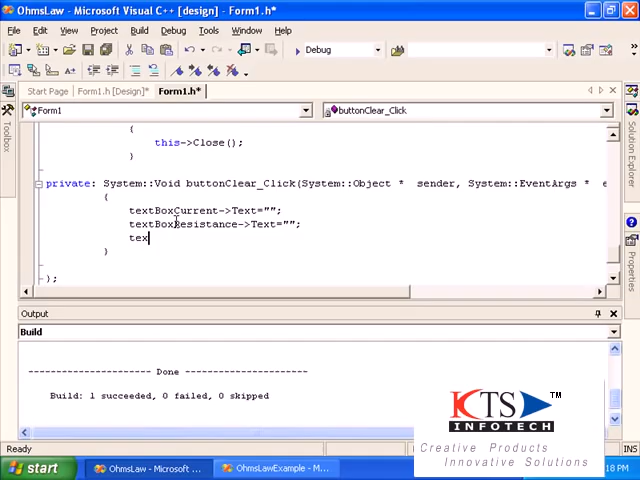 OhmsLaw - Microsoft Visual C++ [design] - Form1.h*
File Edit View Project Build Debug Tools Window Help
Debug
Start Page Form1.h [Design]* Form1.h*
Form1 buttonClear_Click
{
this->Close();
}
private: System::Void buttonClear_Click(System::Object * sender, System::EventArgs * e
{
textBoxCurrent->Text="";
textBoxResistance->Text="";
tex
}
};
Toolbox
Solution Explorer
Properties
Output
Build
---------------------- Done ----------------------
Build: 1 succeeded, 0 failed, 0 skipped
KTS TM
INFOTECH
Creative Products
Innovative Solutions
Ready INS
start OhmsLaw - Microsoft ... OhmsLawExample - M... :18 PM